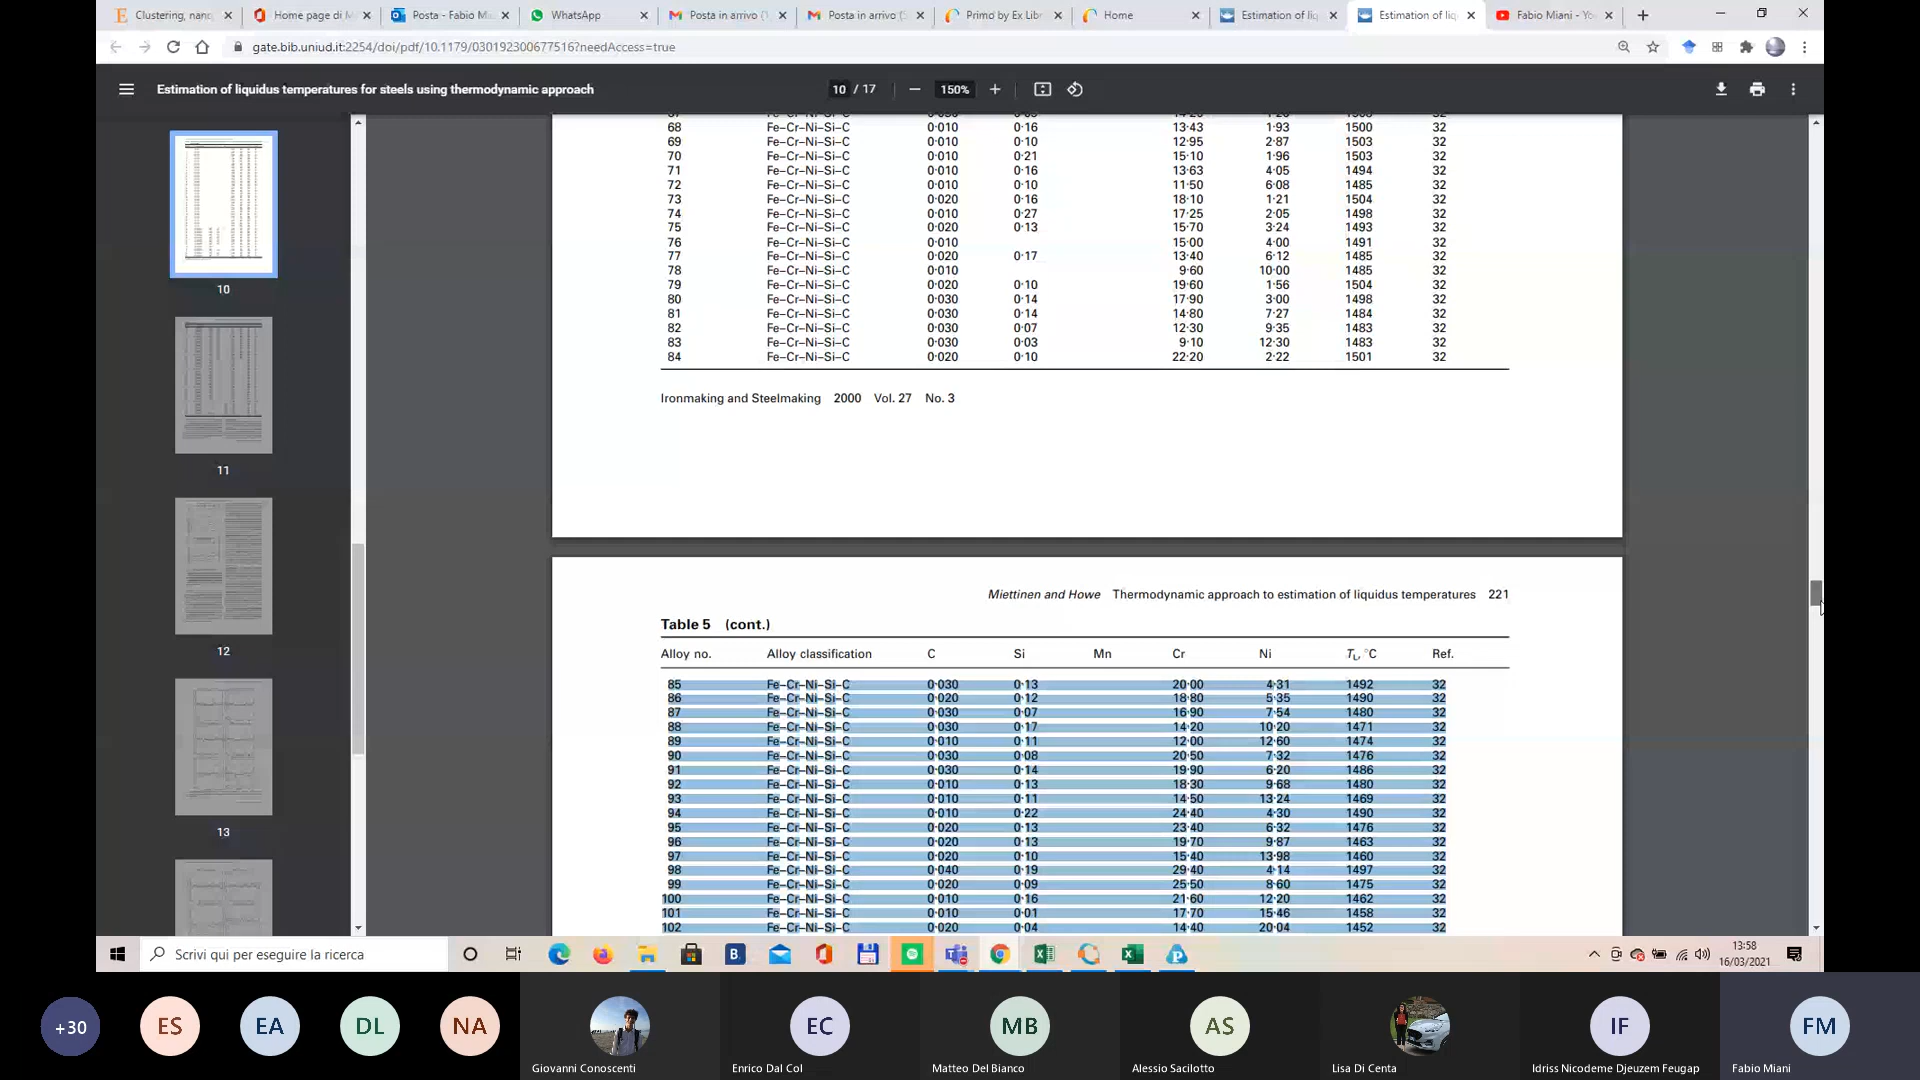 Clustering, nano
Home page di M
Posta - Fabio M
WhatsApp
Posta in arrivo (1
Posta in arrivo (
Primo by Ex Libr
Home
Estimation of liq
Estimation of liq
Fabio Miani - Yo
gate.bib.uniud.it:2254/doi/pdf/10.1179/030192300677516?needAccess=true
Estimation of liquidus temperatures for steels using thermodynamic approach
10 / 17
150%
68 Fe–Cr–Ni–Si–C 0·010 0·16 13·43 1·93 1500 32
69 Fe–Cr–Ni–Si–C 0·010 0·10 12·95 2·87 1503 32
70 Fe–Cr–Ni–Si–C 0·010 0·21 15·10 1·96 1503 32
71 Fe–Cr–Ni–Si–C 0·010 0·16 13·63 4·05 1494 32
72 Fe–Cr–Ni–Si–C 0·010 0·10 11·50 6·08 1485 32
73 Fe–Cr–Ni–Si–C 0·020 0·16 18·10 1·21 1504 32
74 Fe–Cr–Ni–Si–C 0·010 0·27 17·25 2·05 1498 32
75 Fe–Cr–Ni–Si–C 0·020 0·13 15·70 3·24 1493 32
76 Fe–Cr–Ni–Si–C 0·010 15·00 4·00 1491 32
77 Fe–Cr–Ni–Si–C 0·020 0·17 13·40 6·12 1485 32
78 Fe–Cr–Ni–Si–C 0·010 9·60 10·00 1485 32
79 Fe–Cr–Ni–Si–C 0·020 0·10 19·60 1·56 1504 32
80 Fe–Cr–Ni–Si–C 0·030 0·14 17·90 3·00 1498 32
81 Fe–Cr–Ni–Si–C 0·030 0·14 14·80 7·27 1484 32
82 Fe–Cr–Ni–Si–C 0·030 0·07 12·30 9·35 1483 32
83 Fe–Cr–Ni–Si–C 0·030 0·03 9·10 12·30 1483 32
84 Fe–Cr–Ni–Si–C 0·020 0·10 22·20 2·22 1501 32
Ironmaking and Steelmaking 2000 Vol. 27 No. 3
Miettinen and Howe Thermodynamic approach to estimation of liquidus temperatures 221
Table 5 (cont.)
Alloy no. Alloy classification C Si Mn Cr Ni TL, °C Ref.
85 Fe–Cr–Ni–Si–C 0·030 0·13 20·00 4·31 1492 32
86 Fe–Cr–Ni–Si–C 0·020 0·12 18·80 5·35 1490 32
87 Fe–Cr–Ni–Si–C 0·030 0·07 16·90 7·54 1480 32
88 Fe–Cr–Ni–Si–C 0·030 0·17 14·20 10·20 1471 32
89 Fe–Cr–Ni–Si–C 0·010 0·11 12·00 12·60 1474 32
90 Fe–Cr–Ni–Si–C 0·030 0·08 20·50 7·32 1476 32
91 Fe–Cr–Ni–Si–C 0·030 0·14 19·90 6·20 1486 32
92 Fe–Cr–Ni–Si–C 0·010 0·13 18·30 9·68 1480 32
93 Fe–Cr–Ni–Si–C 0·010 0·11 14·50 13·24 1469 32
94 Fe–Cr–Ni–Si–C 0·010 0·22 24·40 4·30 1490 32
95 Fe–Cr–Ni–Si–C 0·020 0·13 23·40 6·32 1476 32
96 Fe–Cr–Ni–Si–C 0·020 0·13 19·70 9·87 1463 32
97 Fe–Cr–Ni–Si–C 0·020 0·10 15·40 13·98 1460 32
98 Fe–Cr–Ni–Si–C 0·040 0·19 29·40 4·14 1497 32
99 Fe–Cr–Ni–Si–C 0·020 0·09 25·50 8·60 1475 32
100 Fe–Cr–Ni–Si–C 0·010 0·16 21·60 12·20 1462 32
101 Fe–Cr–Ni–Si–C 0·010 0·01 17·70 15·46 1458 32
102 Fe–Cr–Ni–Si–C 0·020 0·04 14·40 20·04 1452 32
10
11
12
13
Scrivi qui per eseguire la ricerca
13:58
16/03/2021
+30
ES
EA
DL
NA
EC
MB
AS
IF
FM
Giovanni Conoscenti
Enrico Dal Col
Matteo Del Bianco
Alessio Sacilotto
Lisa Di Centa
Idriss Nicodeme Djeuzem Feugap
Fabio Miani